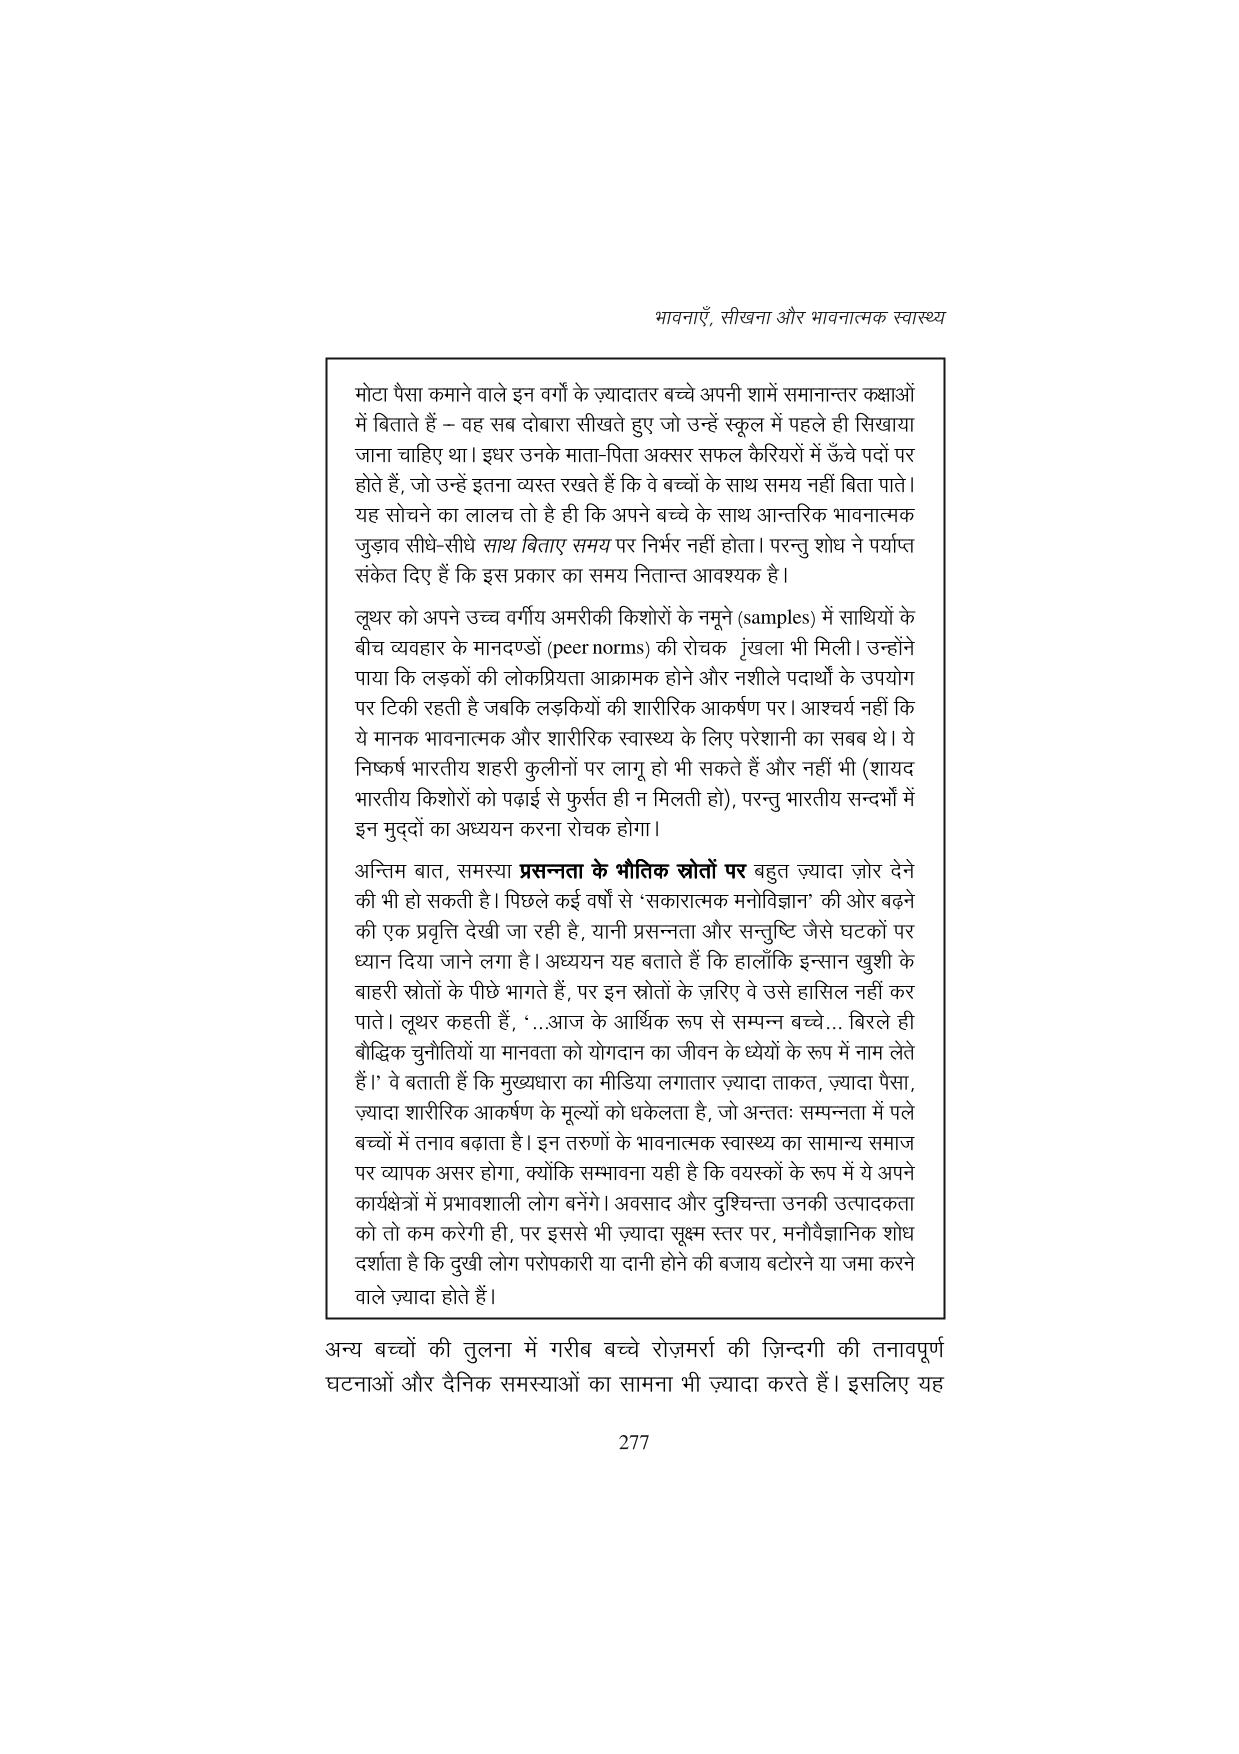 भावनाएँ, सीखना और भावनात्मक स्वास्थ्य
मोटा पैसा कमाने वाले इन वर्गों के ज़्यादातर बच्चे अपनी शामें समानान्तर कक्षाओं
में बिताते हैं – वह सब दोबारा सीखते हुए जो उन्हें स्कूल में पहले ही सिखाया
जाना चाहिए था। इधर उनके माता-पिता अक्सर सफल कैरियरों में ऊँचे पदों पर
होते हैं, जो उन्हें इतना व्यस्त रखते हैं कि वे बच्चों के साथ समय नहीं बिता पाते।
यह सोचने का लालच तो है ही कि अपने बच्चे के साथ आन्तरिक भावनात्मक
जुड़ाव सीधे-सीधे साथ बिताए समय पर निर्भर नहीं होता। परन्तु शोध ने पर्याप्त
संकेत दिए हैं कि इस प्रकार का समय नितान्त आवश्यक है।
लूथर को अपने उच्च वर्गीय अमरीकी किशोरों के नमूने (samples) में साथियों के
बीच व्यवहार के मानदण्डों (peer norms) की रोचक ृंखला भी मिली। उन्होंने
पाया कि लड़कों की लोकप्रियता आक्रामक होने और नशीले पदार्थों के उपयोग
पर टिकी रहती है जबकि लड़कियों की शारीरिक आकर्षण पर। आश्चर्य नहीं कि
ये मानक भावनात्मक और शारीरिक स्वास्थ्य के लिए परेशानी का सबब थे। ये
निष्कर्ष भारतीय शहरी कुलीनों पर लागू हो भी सकते हैं और नहीं भी (शायद
भारतीय किशोरों को पढ़ाई से फुर्सत ही न मिलती हो), परन्तु भारतीय सन्दर्भों में
इन मुद्दों का अध्ययन करना रोचक होगा।
अन्तिम बात, समस्या प्रसन्नता के भौतिक स्रोतों पर बहुत ज़्यादा ज़ोर देने
की भी हो सकती है। पिछले कई वर्षों से ‘सकारात्मक मनोविज्ञान’ की ओर बढ़ने
की एक प्रवृत्ति देखी जा रही है, यानी प्रसन्नता और सन्तुष्टि जैसे घटकों पर
ध्यान दिया जाने लगा है। अध्ययन यह बताते हैं कि हालाँकि इन्सान खुशी के
बाहरी स्रोतों के पीछे भागते हैं, पर इन स्रोतों के ज़रिए वे उसे हासिल नहीं कर
पाते। लूथर कहती हैं, ‘...आज के आर्थिक रूप से सम्पन्न बच्चे... बिरले ही
बौद्धिक चुनौतियों या मानवता को योगदान का जीवन के ध्येयों के रूप में नाम लेते
हैं।’ वे बताती हैं कि मुख्यधारा का मीडिया लगातार ज़्यादा ताकत, ज़्यादा पैसा,
ज़्यादा शारीरिक आकर्षण के मूल्यों को धकेलता है, जो अन्ततः सम्पन्नता में पले
बच्चों में तनाव बढ़ाता है। इन तरुणों के भावनात्मक स्वास्थ्य का सामान्य समाज
पर व्यापक असर होगा, क्योंकि सम्भावना यही है कि वयस्कों के रूप में ये अपने
कार्यक्षेत्रों में प्रभावशाली लोग बनेंगे। अवसाद और दुश्चिन्ता उनकी उत्पादकता
को तो कम करेगी ही, पर इससे भी ज़्यादा सूक्ष्म स्तर पर, मनोवैज्ञानिक शोध
दर्शाता है कि दुखी लोग परोपकारी या दानी होने की बजाय बटोरने या जमा करने
वाले ज़्यादा होते हैं।
अन्य बच्चों की तुलना में गरीब बच्चे रोज़मर्रा की ज़िन्दगी की तनावपूर्ण
घटनाओं और दैनिक समस्याओं का सामना भी ज़्यादा करते हैं। इसलिए यह
277